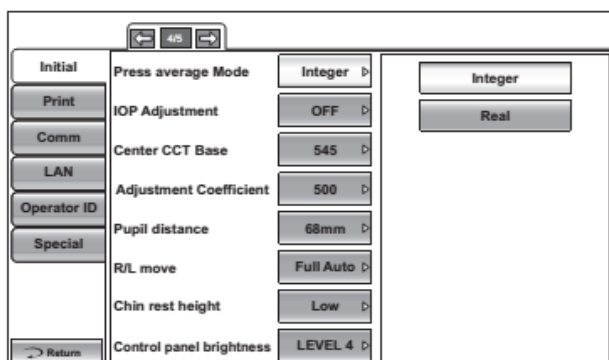 4/5
Initial
Print
Comm
LAN
Operator ID
Special
Return
Press average Mode Integer
IOP Adjustment OFF
Center CCT Base 545
Adjustment Coefficient 500
Pupil distance 68mm
R/L move Full Auto
Chin rest height Low
Control panel brightness LEVEL 4
Integer
Real